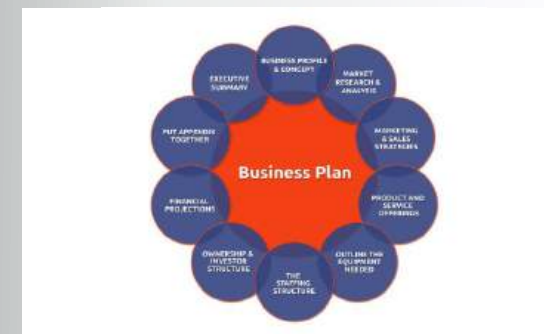 BUSINESS PROFILE
& CONCEPT
MARKET
RESEARCH &
ANALYSIS
MARKETING
& SALES
STRATEGIES
PRODUCT AND
SERVICE
OFFERINGS
OUTLINE THE
EQUIPMENT
NEEDED
THE
STAFFING
STRUCTURE
OWNERSHIP &
INVESTOR
STRUCTURE
FINANCIAL
PROJECTIONS
PUT APPENDIX
TOGETHER
EXECUTIVE
SUMMARY
Business Plan